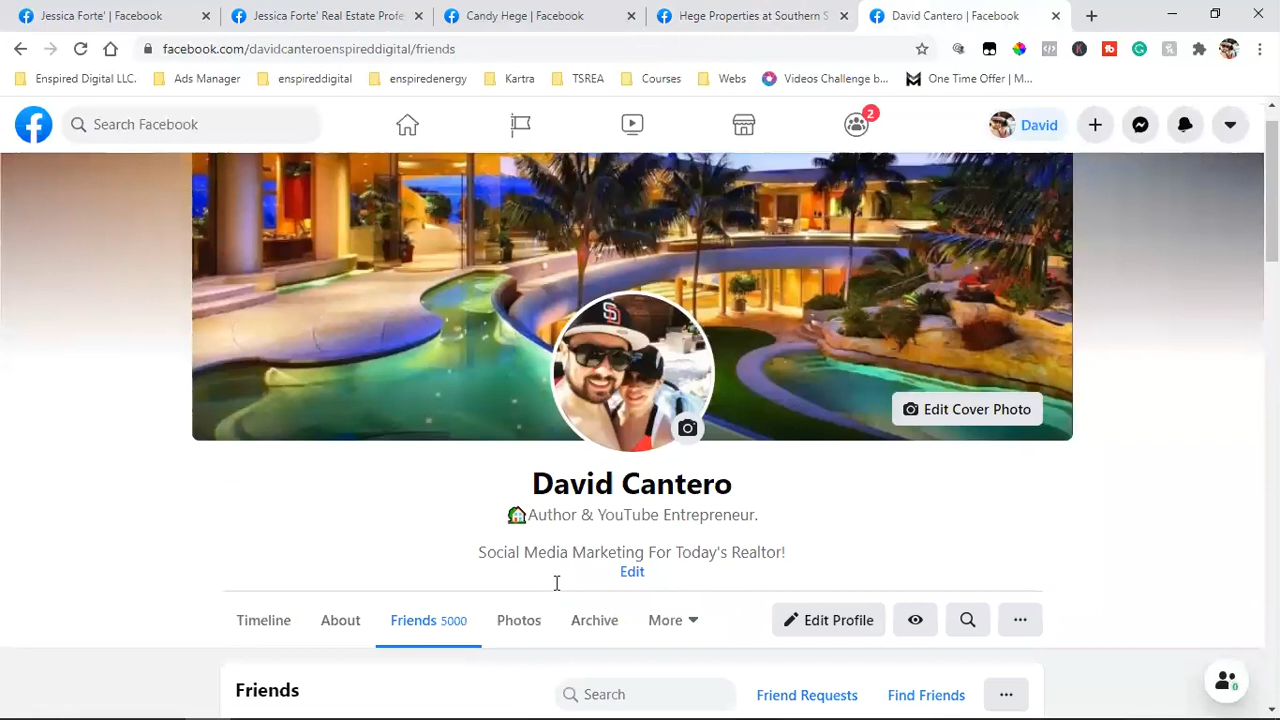 Jessica Forte' | Facebook
Jessica Forte' Real Estate Profe
Candy Hege | Facebook
Hege Properties at Southern S
David Cantero | Facebook
facebook.com/davidcanteroenspireddigital/friends
Enspired Digital LLC.
Ads Manager
enspireddigital
enspiredenergy
Kartra
TSREA
Courses
Webs
Videos Challenge b...
One Time Offer | M...
Search Facebook
2
David
Edit Cover Photo
David Cantero
Author & YouTube Entrepreneur.
Social Media Marketing For Today's Realtor!
Edit
Timeline
About
Friends 5000
Photos
Archive
More
Edit Profile
Friends
Search
Friend Requests
Find Friends